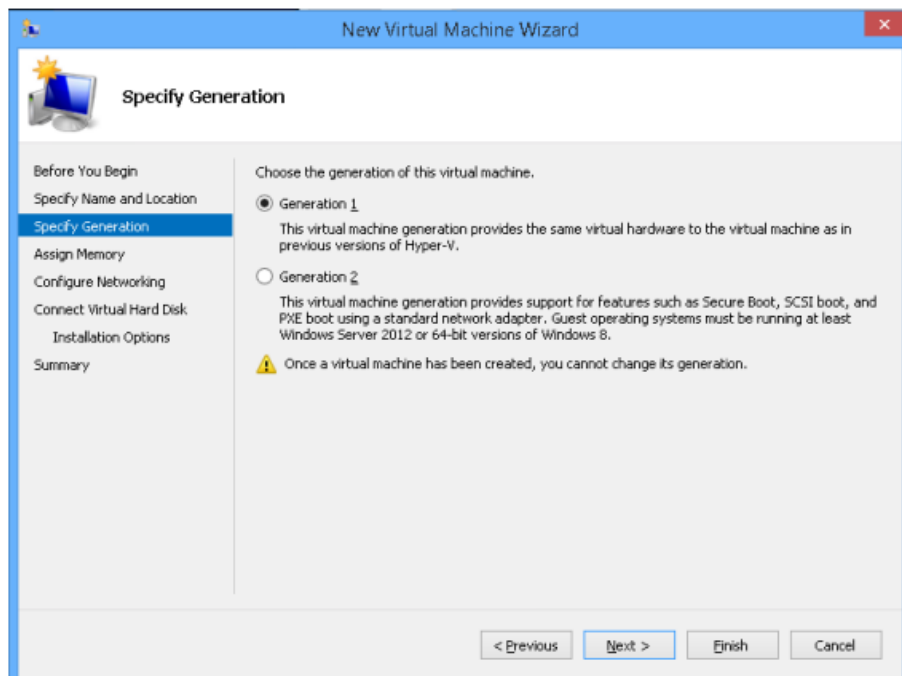 New Virtual Machine Wizard
Specify Generation
Before You Begin
Specify Name and Location
Specify Generation
Assign Memory
Configure Networking
Connect Virtual Hard Disk
Installation Options
Summary
Choose the generation of this virtual machine.
Generation 1
This virtual machine generation provides the same virtual hardware to the virtual machine as in
previous versions of Hyper-V.
Generation 2
This virtual machine generation provides support for features such as Secure Boot, SCSI boot, and
PXE boot using a standard network adapter. Guest operating systems must be running at least
Windows Server 2012 or 64-bit versions of Windows 8.
Once a virtual machine has been created, you cannot change its generation.
< Previous
Next >
Finish
Cancel